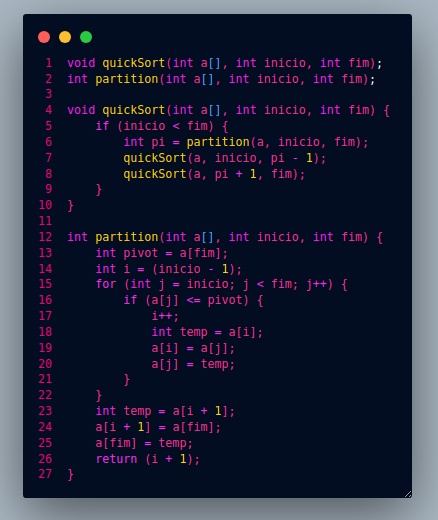 1 void quickSort(int a[], int inicio, int fim);
2 int partition(int a[], int inicio, int fim);
3
4 void quickSort(int a[], int inicio, int fim) {
5     if (inicio < fim) {
6         int pi = partition(a, inicio, fim);
7         quickSort(a, inicio, pi - 1);
8         quickSort(a, pi + 1, fim);
9     }
10 }
11
12 int partition(int a[], int inicio, int fim) {
13     int pivot = a[fim];
14     int i = (inicio - 1);
15     for (int j = inicio; j < fim; j++) {
16         if (a[j] <= pivot) {
17             i++;
18             int temp = a[i];
19             a[i] = a[j];
20             a[j] = temp;
21         }
22     }
23     int temp = a[i + 1];
24     a[i + 1] = a[fim];
25     a[fim] = temp;
26     return (i + 1);
27 }